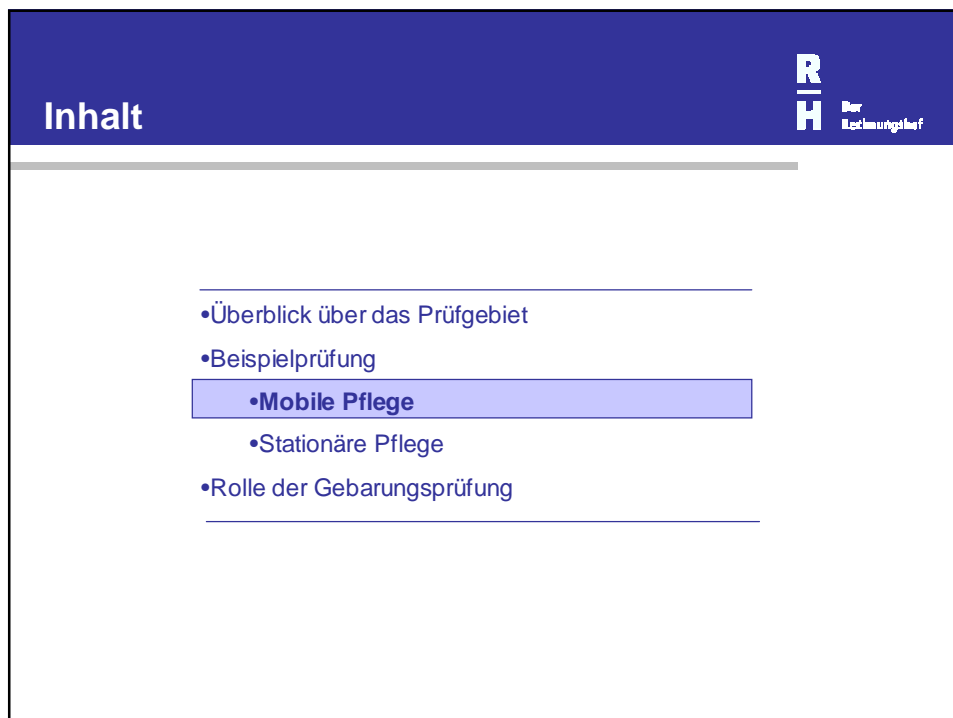 Inhalt
R
H
Der
Rechnungshof
•Überblick über das Prüfgebiet
•Beispielprüfung
•Mobile Pflege
•Stationäre Pflege
•Rolle der Gebarungsprüfung